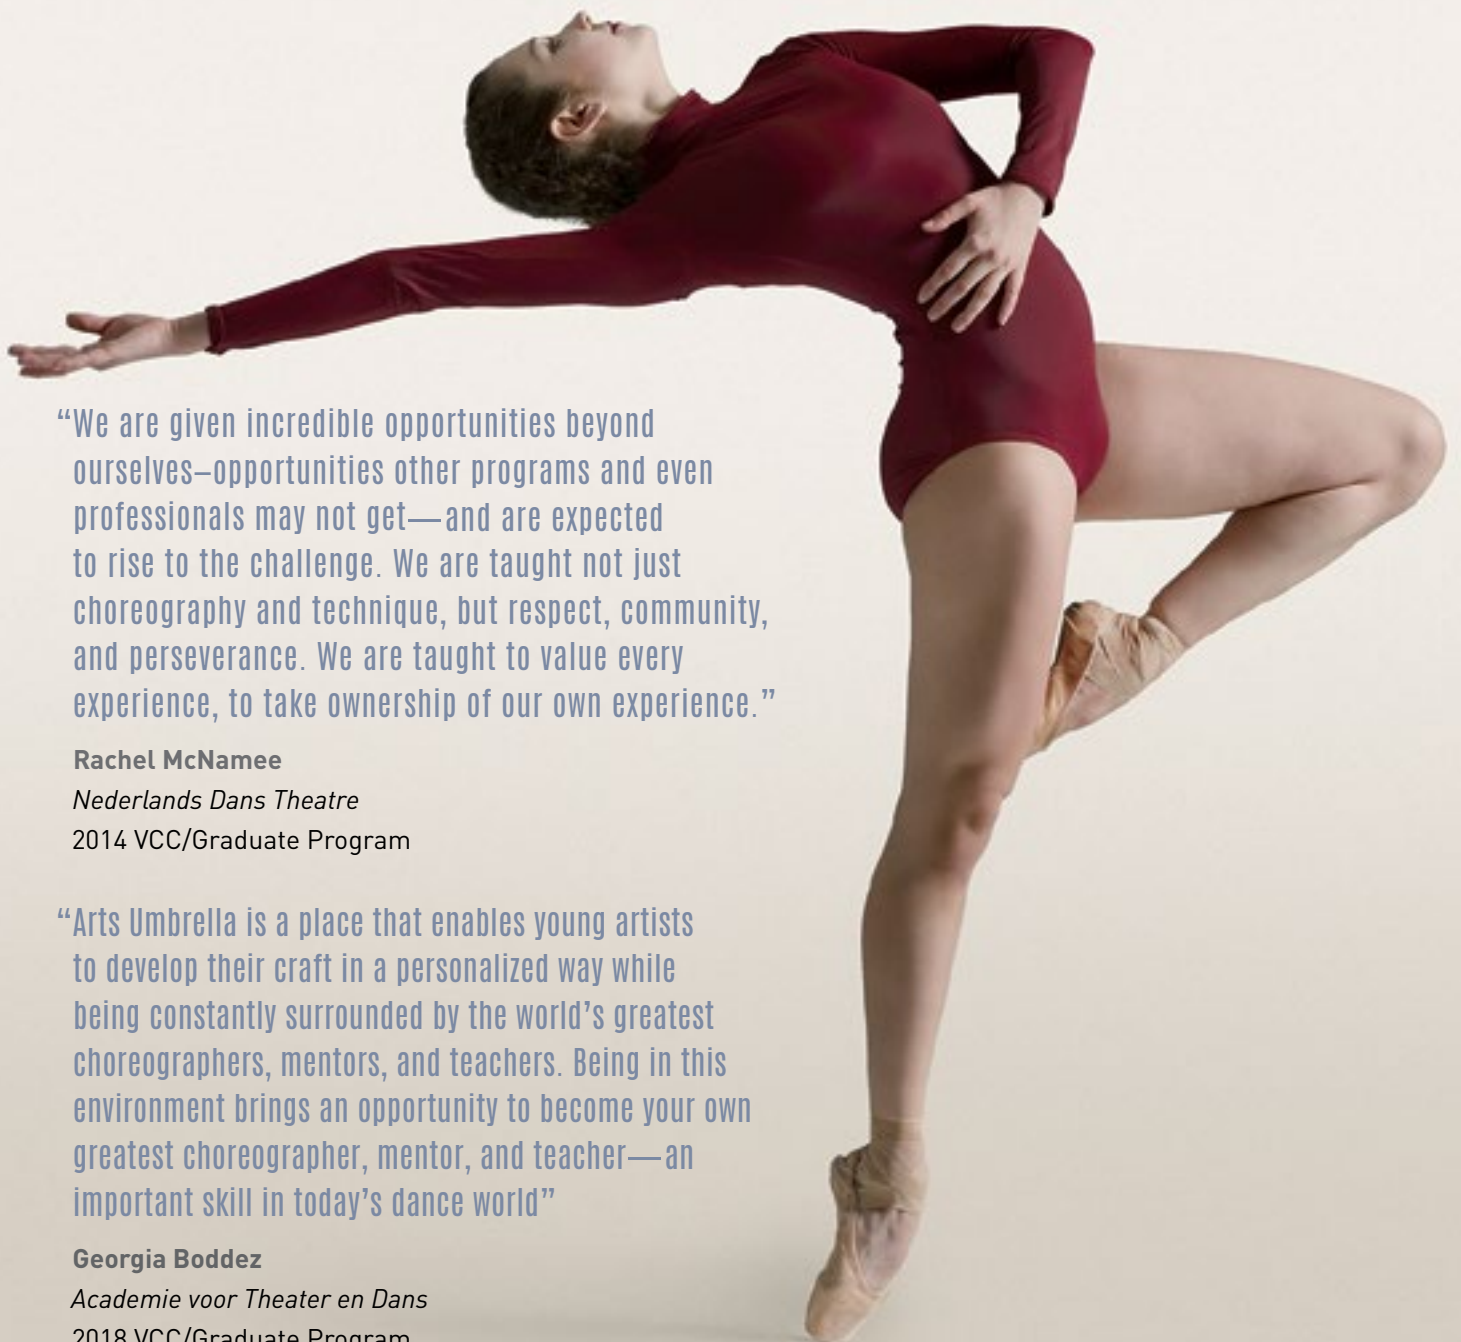 “We are given incredible opportunities beyond
ourselves–opportunities other programs and even
professionals may not get—and are expected
to rise to the challenge. We are taught not just
choreography and technique, but respect, community,
and perseverance. We are taught to value every
experience, to take ownership of our own experience.”
Rachel McNamee
Nederlands Dans Theatre
2014 VCC/Graduate Program
“Arts Umbrella is a place that enables young artists
to develop their craft in a personalized way while
being constantly surrounded by the world’s greatest
choreographers, mentors, and teachers. Being in this
environment brings an opportunity to become your own
greatest choreographer, mentor, and teacher—an
important skill in today’s dance world”
Georgia Boddez
Academie voor Theater en Dans
2018 VCC/Graduate Program